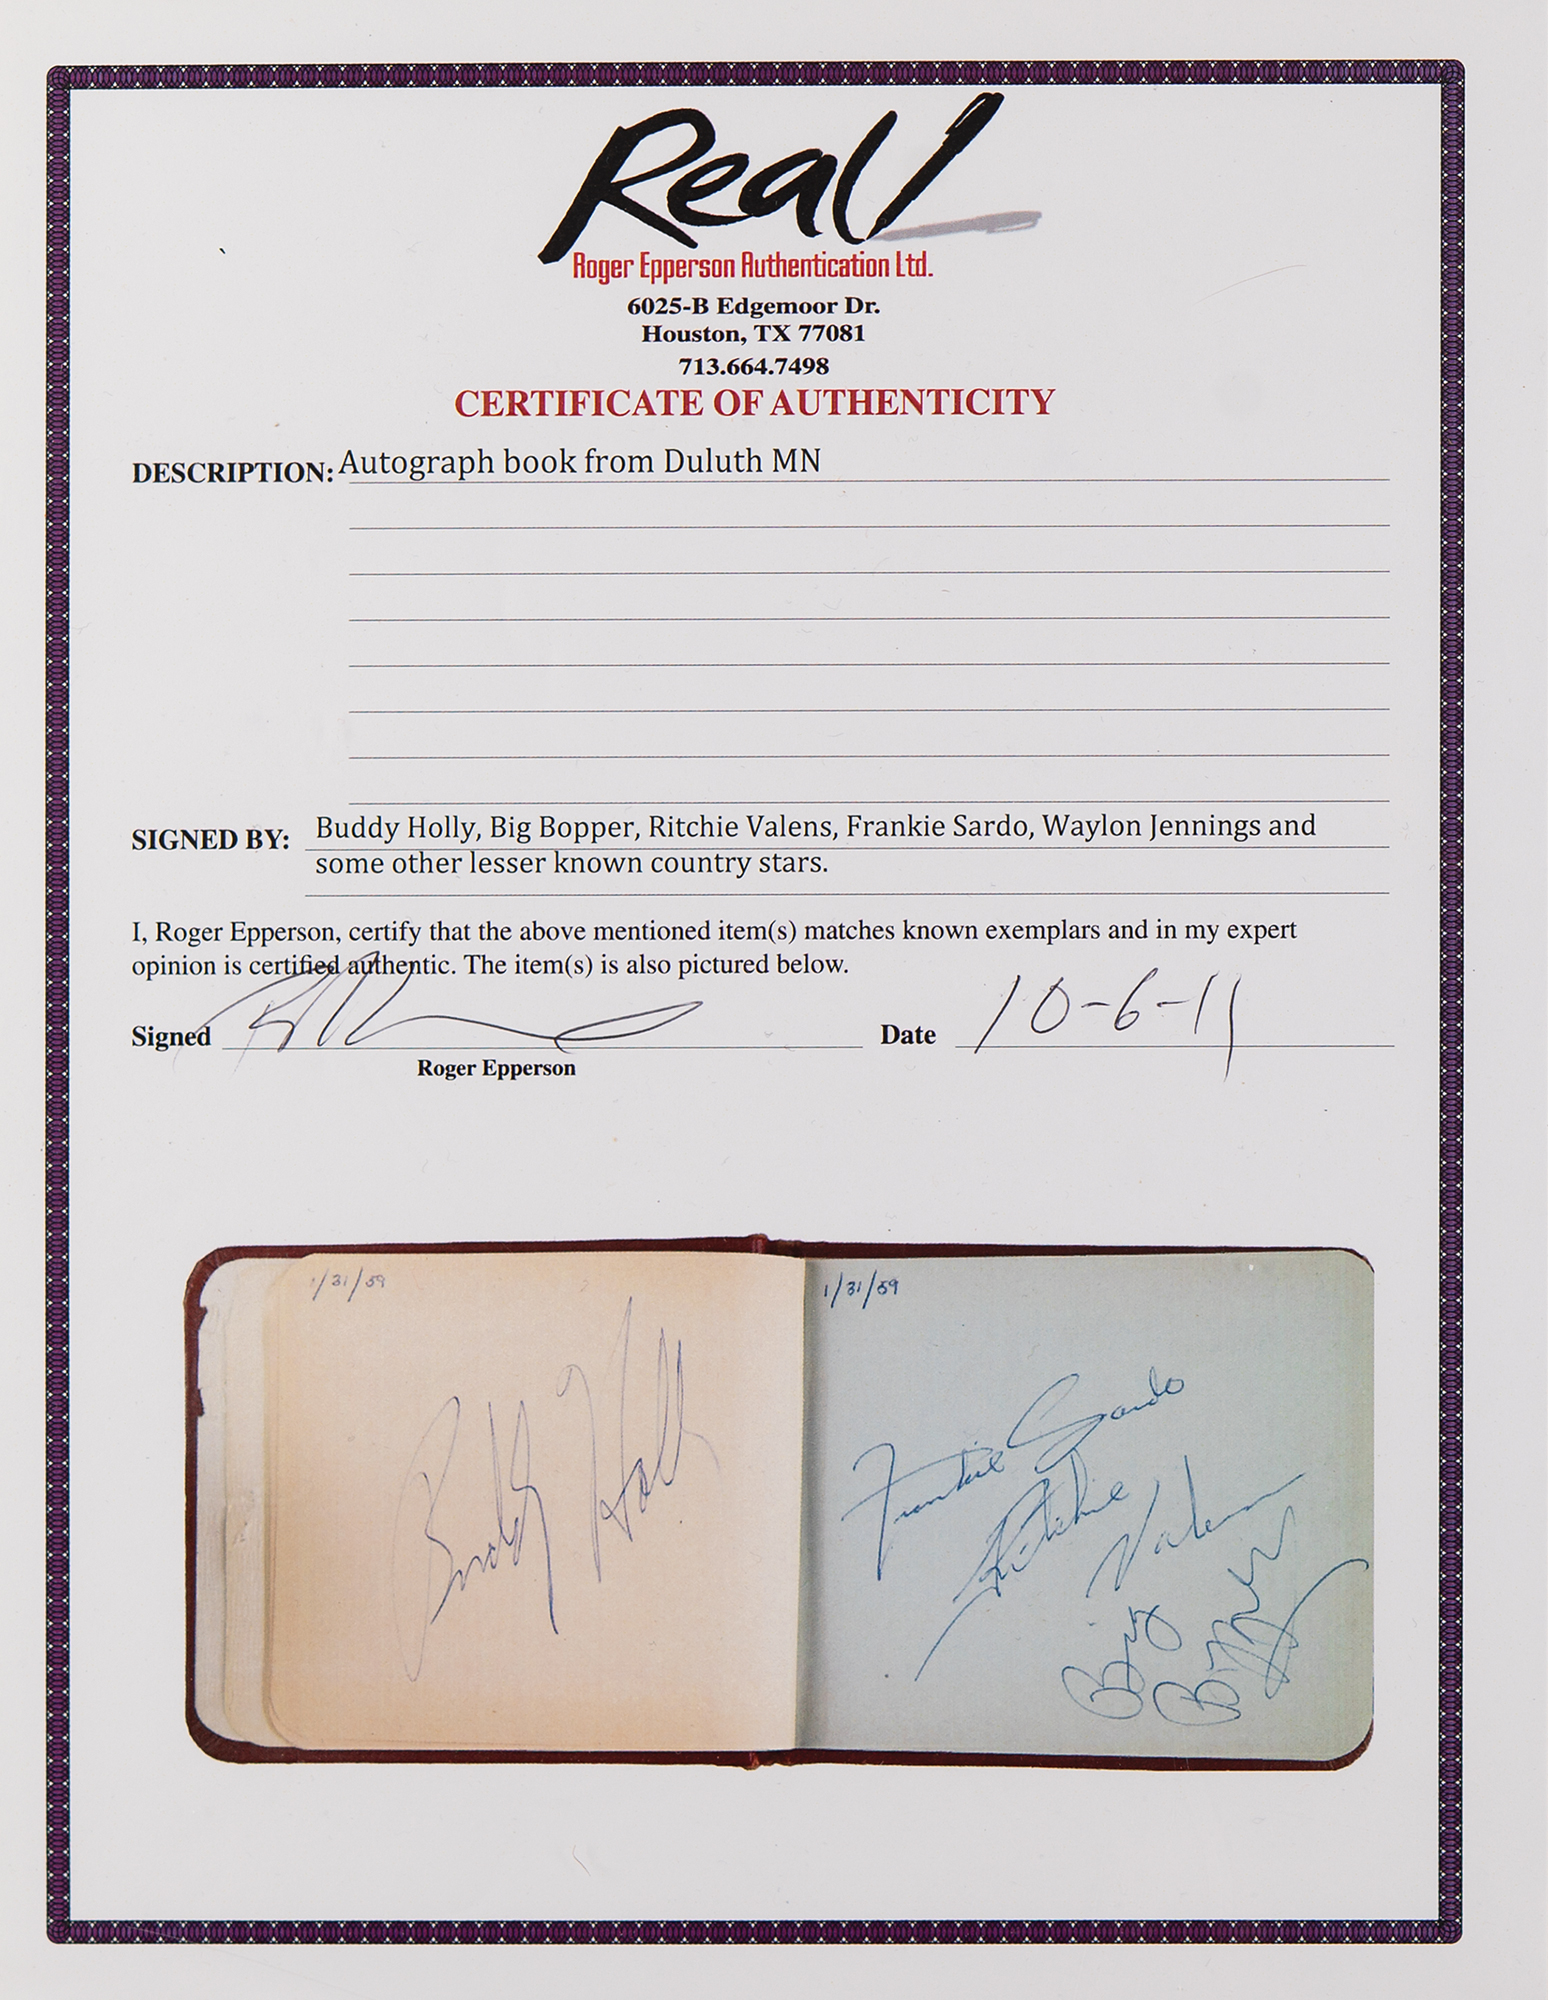 Real
Roger Epperson Authentication Ltd.
6025-B Edgemoor Dr.
Houston, TX 77081
713.664.7498
CERTIFICATE OF AUTHENTICITY
DESCRIPTION: Autograph book from Duluth MN
SIGNED BY: Buddy Holly, Big Bopper, Ritchie Valens, Frankie Sardo, Waylon Jennings and
some other lesser known country stars.
I, Roger Epperson, certify that the above mentioned item(s) matches known exemplars and in my expert
opinion is certified authentic. The item(s) is also pictured below.
Signed Date 10-6-11
Roger Epperson
1/31/59
Buddy Holly
1/31/59
Frankie Sardo
Ritchie Valens
Big Bopper